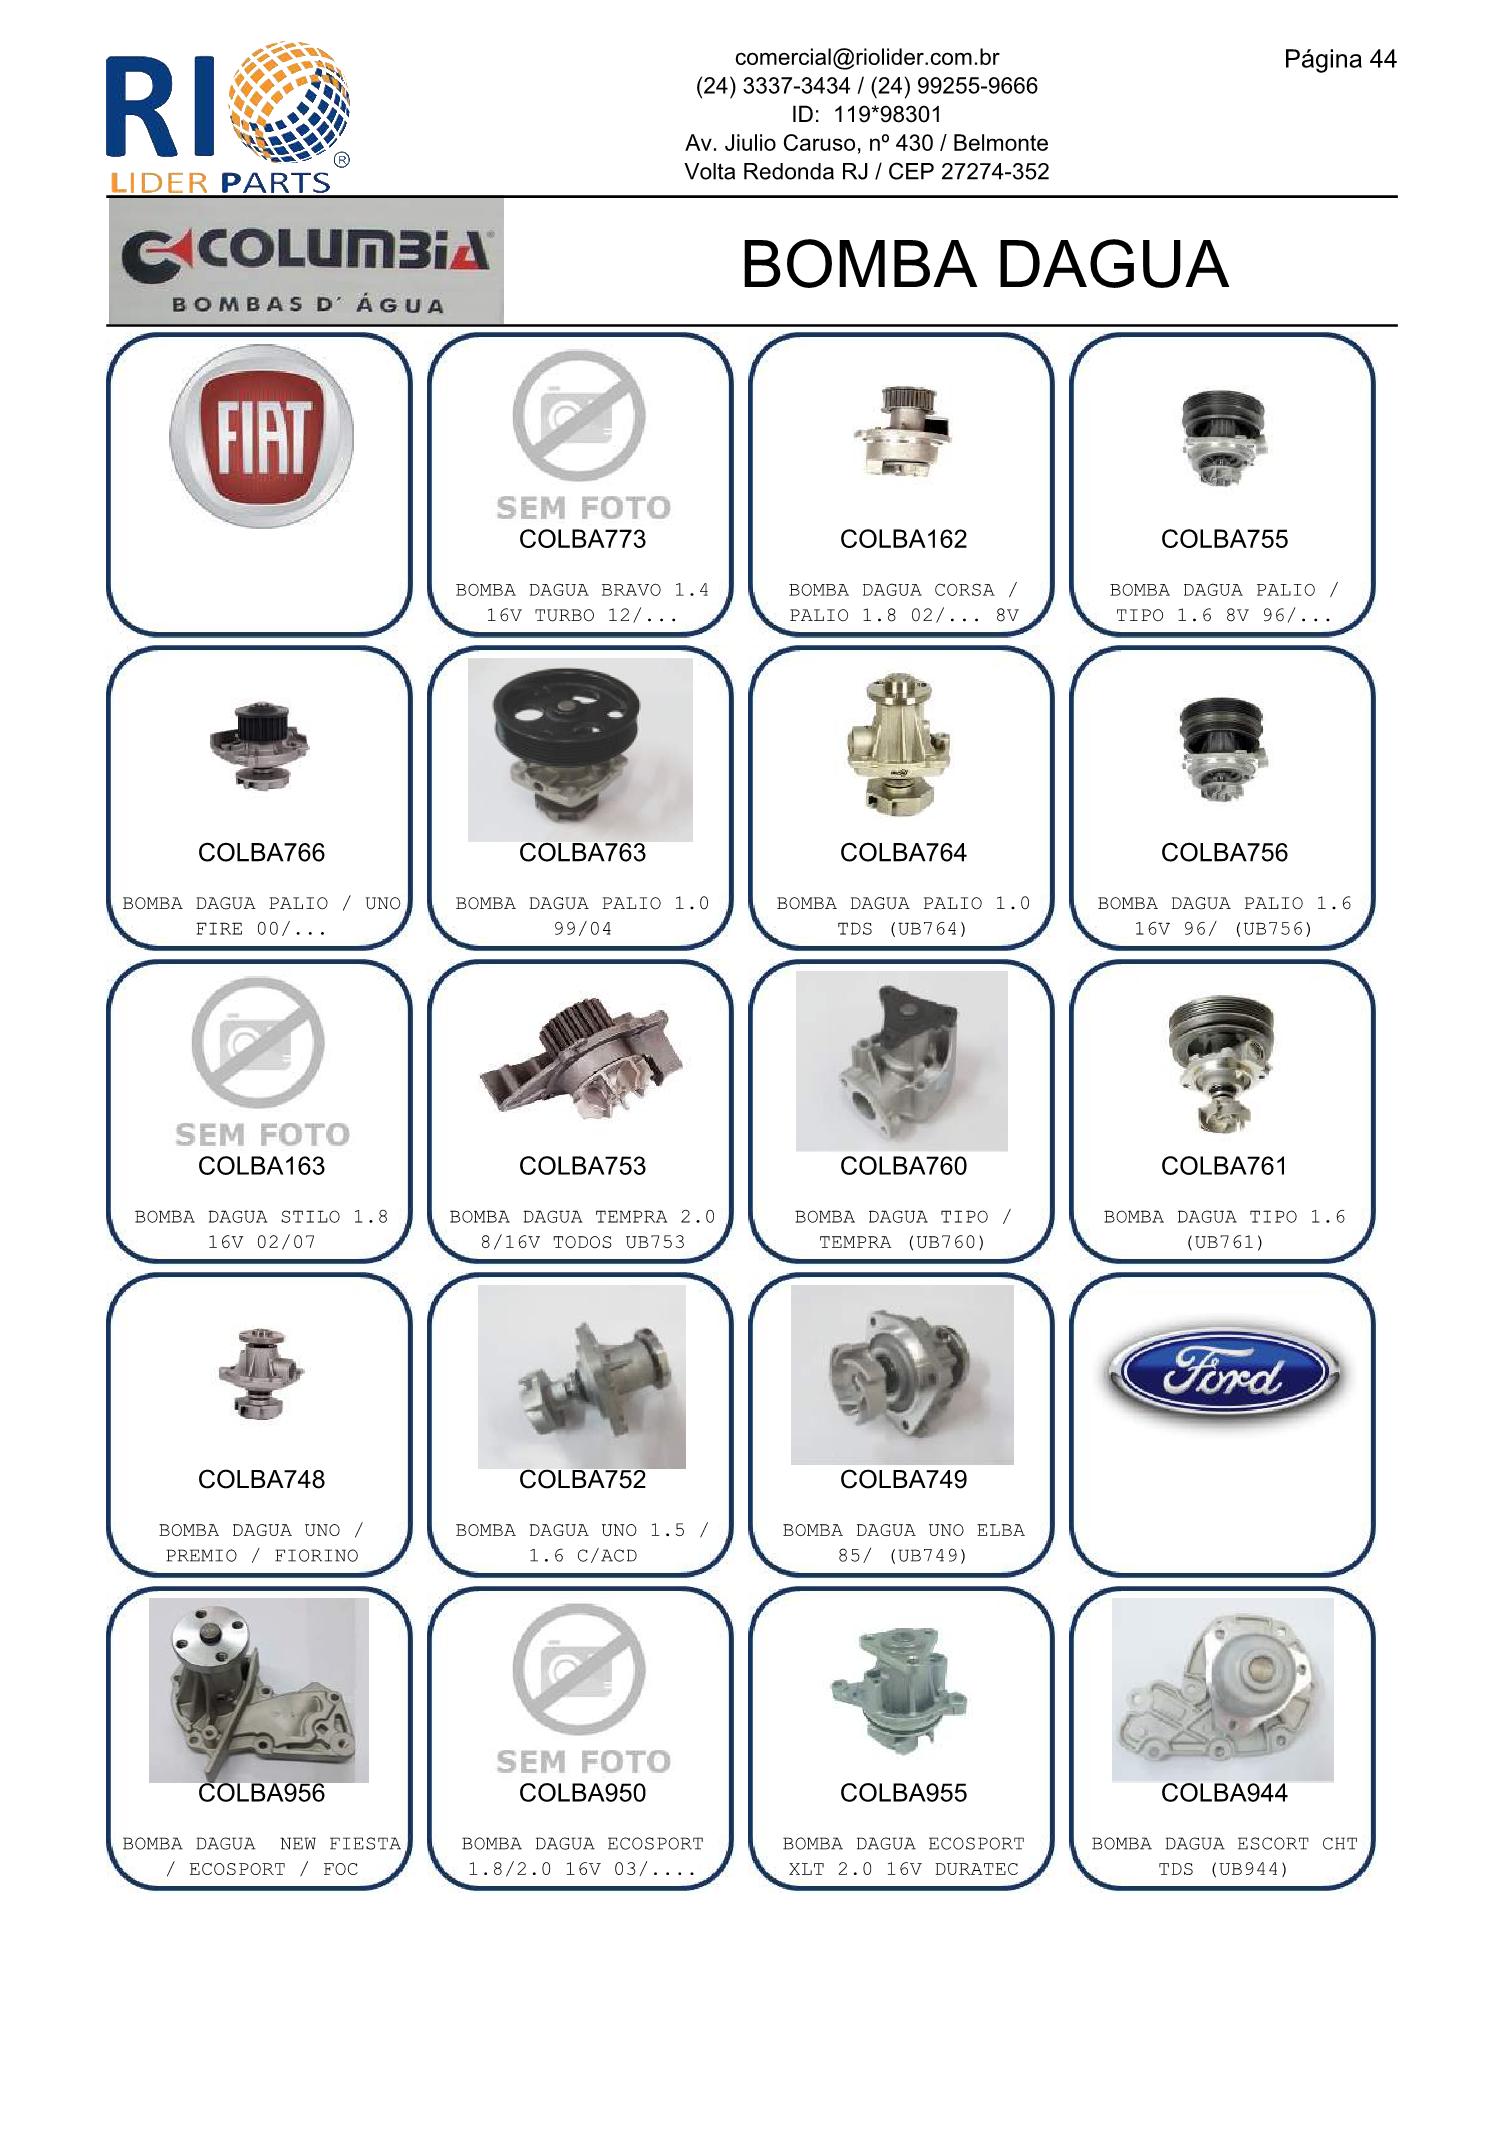 RIO
LIDER PARTS
®
comercial@riolider.com.br
(24) 3337-3434 / (24) 99255-9666
ID: 119*98301
Av. Jiulio Caruso, nº 430 / Belmonte
Volta Redonda RJ / CEP 27274-352
Página 44
COLUMBIA
BOMBAS D' ÁGUA
BOMBA DAGUA
FIAT
SEM FOTO
COLBA773
BOMBA DAGUA BRAVO 1.4
16V TURBO 12/...
COLBA162
BOMBA DAGUA CORSA /
PALIO 1.8 02/... 8V
COLBA755
BOMBA DAGUA PALIO /
TIPO 1.6 8V 96/...
COLBA766
BOMBA DAGUA PALIO / UNO
FIRE 00/...
COLBA763
BOMBA DAGUA PALIO 1.0
99/04
COLBA764
BOMBA DAGUA PALIO 1.0
TDS (UB764)
COLBA756
BOMBA DAGUA PALIO 1.6
16V 96/ (UB756)
SEM FOTO
COLBA163
BOMBA DAGUA STILO 1.8
16V 02/07
COLBA753
BOMBA DAGUA TEMPRA 2.0
8/16V TODOS UB753
COLBA760
BOMBA DAGUA TIPO /
TEMPRA (UB760)
COLBA761
BOMBA DAGUA TIPO 1.6
(UB761)
COLBA748
BOMBA DAGUA UNO /
PREMIO / FIORINO
COLBA752
BOMBA DAGUA UNO 1.5 /
1.6 C/ACD
COLBA749
BOMBA DAGUA UNO ELBA
85/ (UB749)
Ford
COLBA956
BOMBA DAGUA  NEW FIESTA
/ ECOSPORT / FOC
SEM FOTO
COLBA950
BOMBA DAGUA ECOSPORT
1.8/2.0 16V 03/....
COLBA955
BOMBA DAGUA ECOSPORT
XLT 2.0 16V DURATEC
COLBA944
BOMBA DAGUA ESCORT CHT
TDS (UB944)